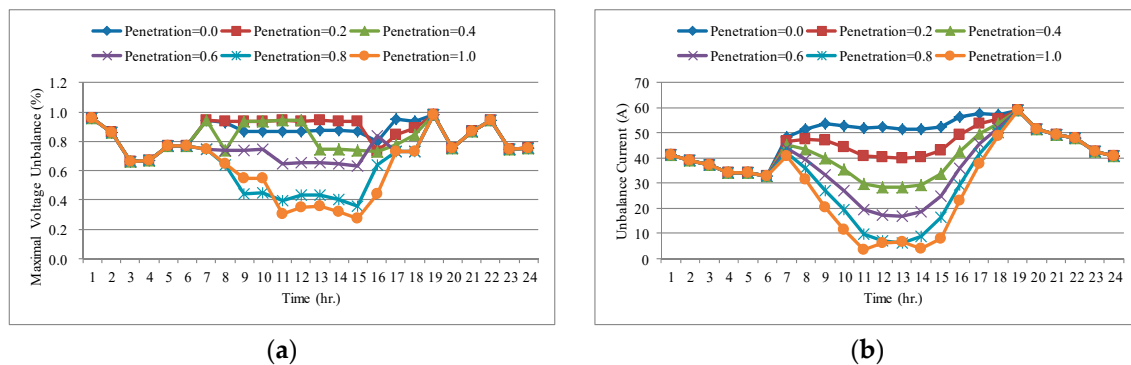 Penetration=0.0 Penetration=0.2 Penetration=0.4
Penetration=0.6 Penetration=0.8 Penetration=1.0
Maximal Voltage Unbalance (%)
1.2
1.0
0.8
0.6
0.4
0.2
0.0
1 2 3 4 5 6 7 8 9 10 11 12 13 14 15 16 17 18 19 20 21 22 23 24
Time (hr.)
(a)
Penetration=0.0 Penetration=0.2 Penetration=0.4
Penetration=0.6 Penetration=0.8 Penetration=1.0
Unbalance Current (A)
70
60
50
40
30
20
10
0
1 2 3 4 5 6 7 8 9 10 11 12 13 14 15 16 17 18 19 20 21 22 23 24
Time (hr.)
(b)